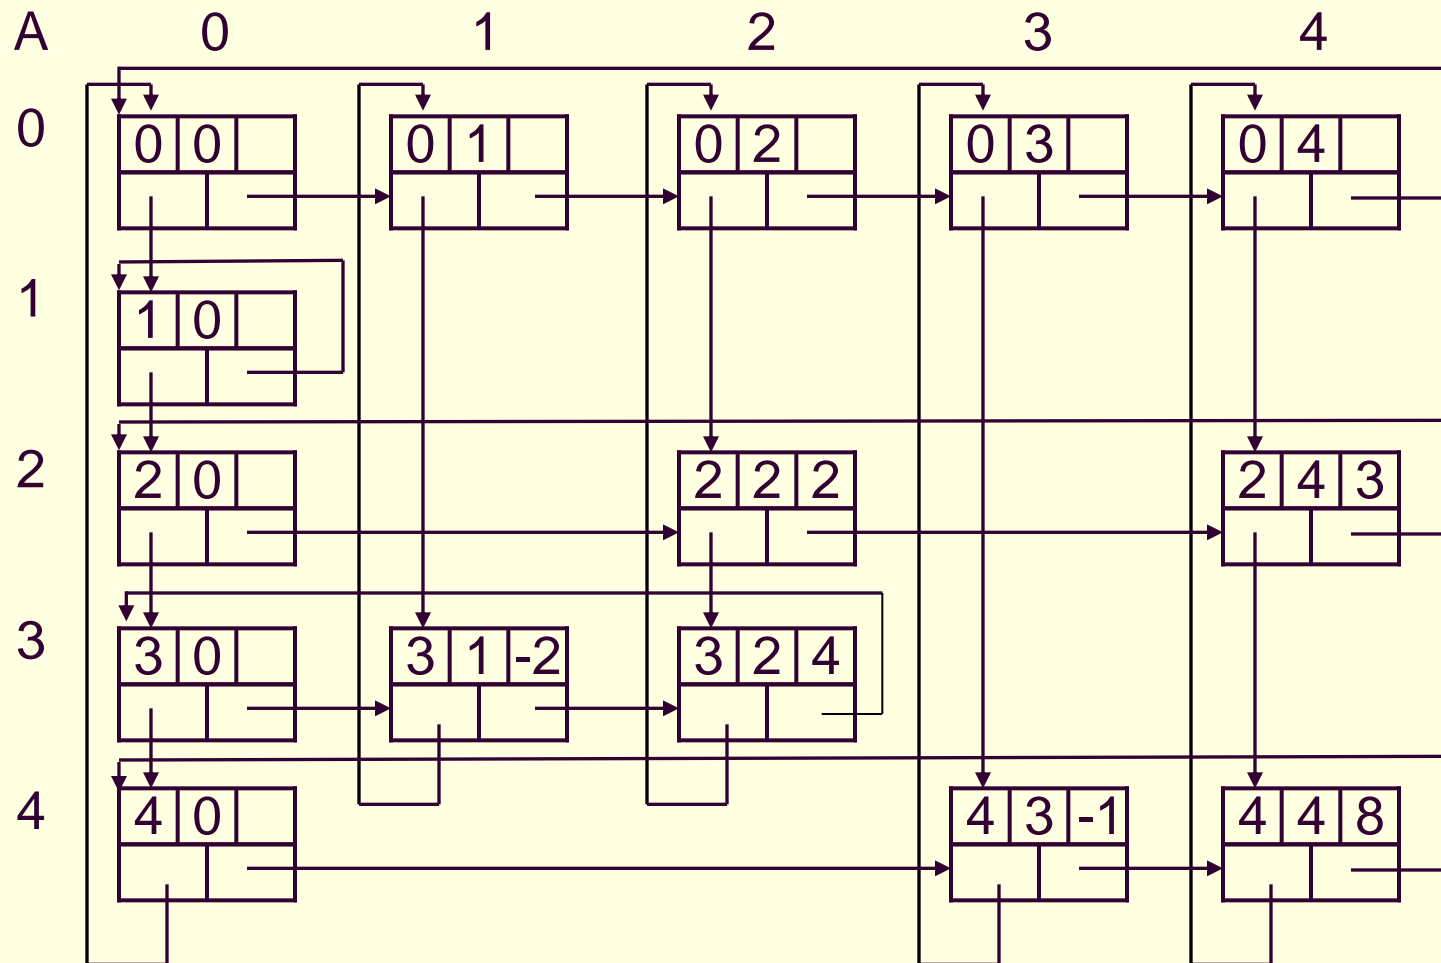 A 0 1 2 3 4
0 0 0 0 1 0 2 0 3 0 4
1 1 0
2 2 0 2 2 2 2 4 3
3 3 0 3 1 -2 3 2 4
4 4 0 4 3 -1 4 4 8